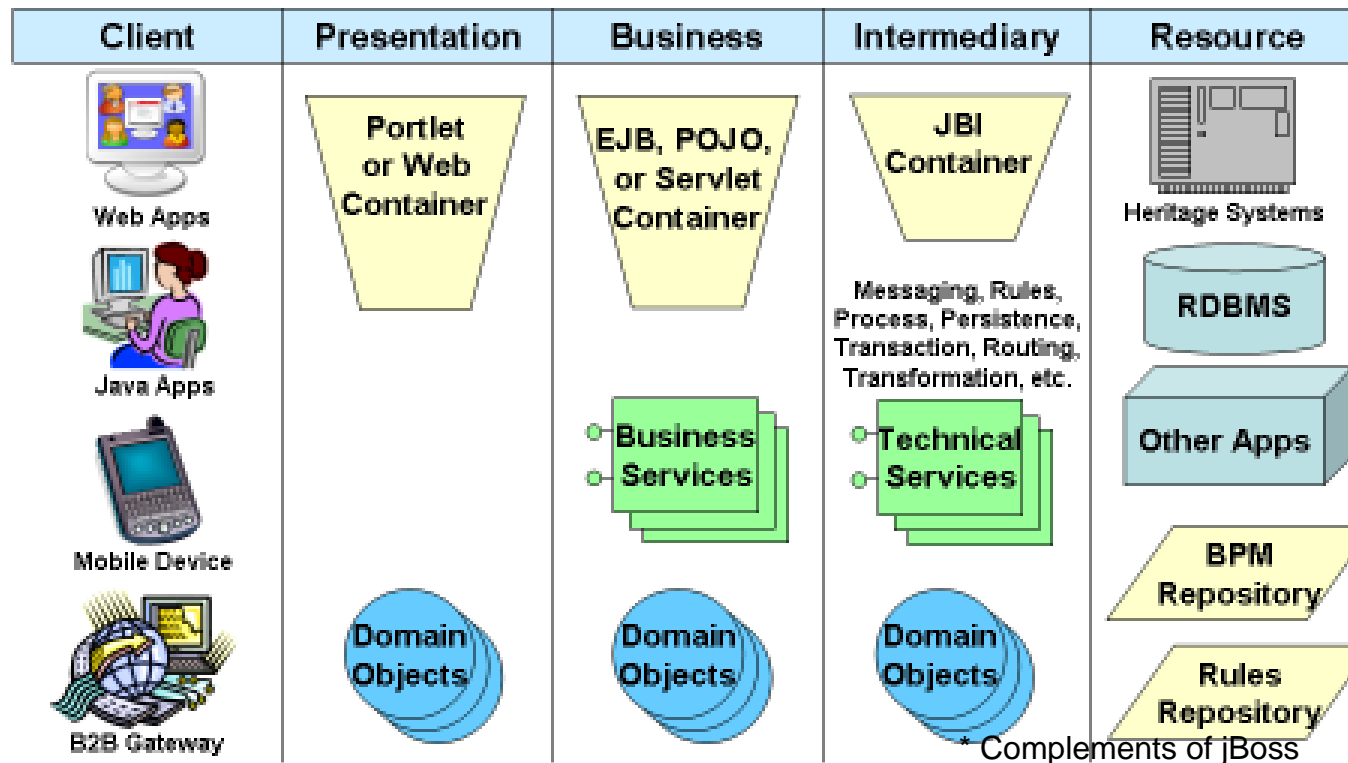 Client
Presentation
Business
Intermediary
Resource
Web Apps
Java Apps
Mobile Device
B2B Gateway
Portlet
or Web
Container
Domain
Objects
EJB, POJO,
or Servlet
Container
Business
Services
Domain
Objects
JBI
Container
Messaging, Rules,
Process, Persistence,
Transaction, Routing,
Transformation, etc.
Technical
Services
Domain
Objects
Heritage Systems
RDBMS
Other Apps
BPM
Repository
Rules
Repository
* Complements of jBoss